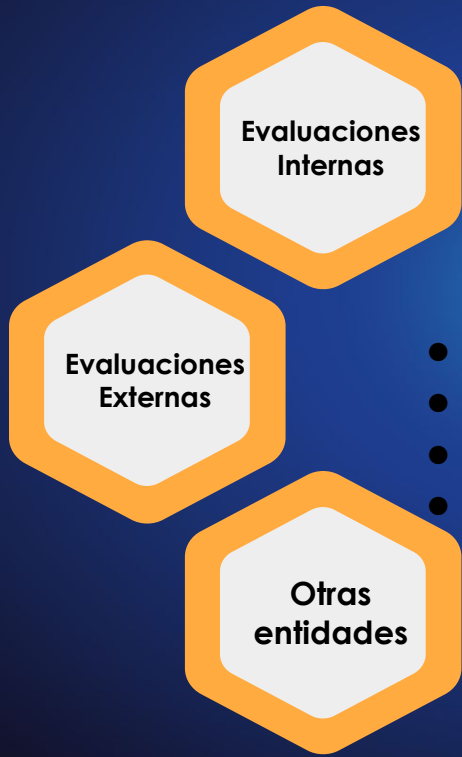 Evaluaciones
Internas
Evaluaciones
Externas
Otras
entidades